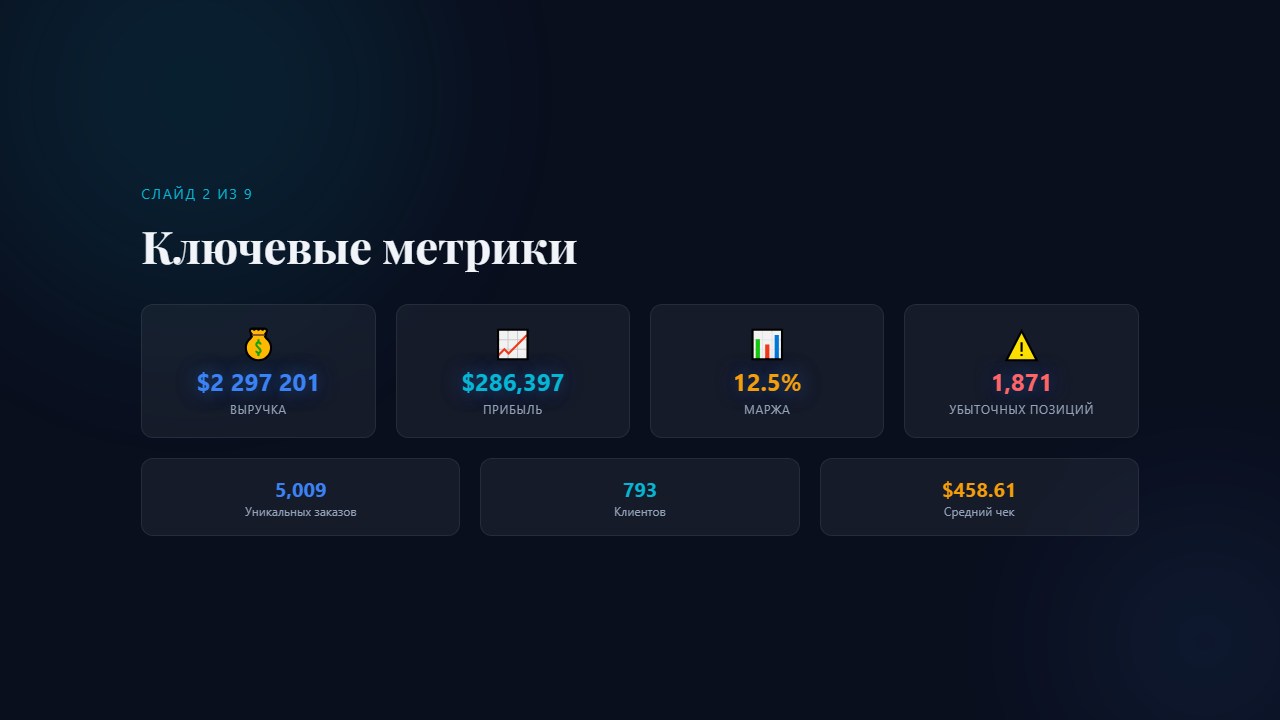 СЛАЙД 2 ИЗ 9
Ключевые метрики
$2 297 201
ВЫРУЧКА
$286,397
ПРИБЫЛЬ
12.5%
МАРЖА
1,871
УБЫТОЧНЫХ ПОЗИЦИЙ
5,009
Уникальных заказов
793
Клиентов
$458.61
Средний чек